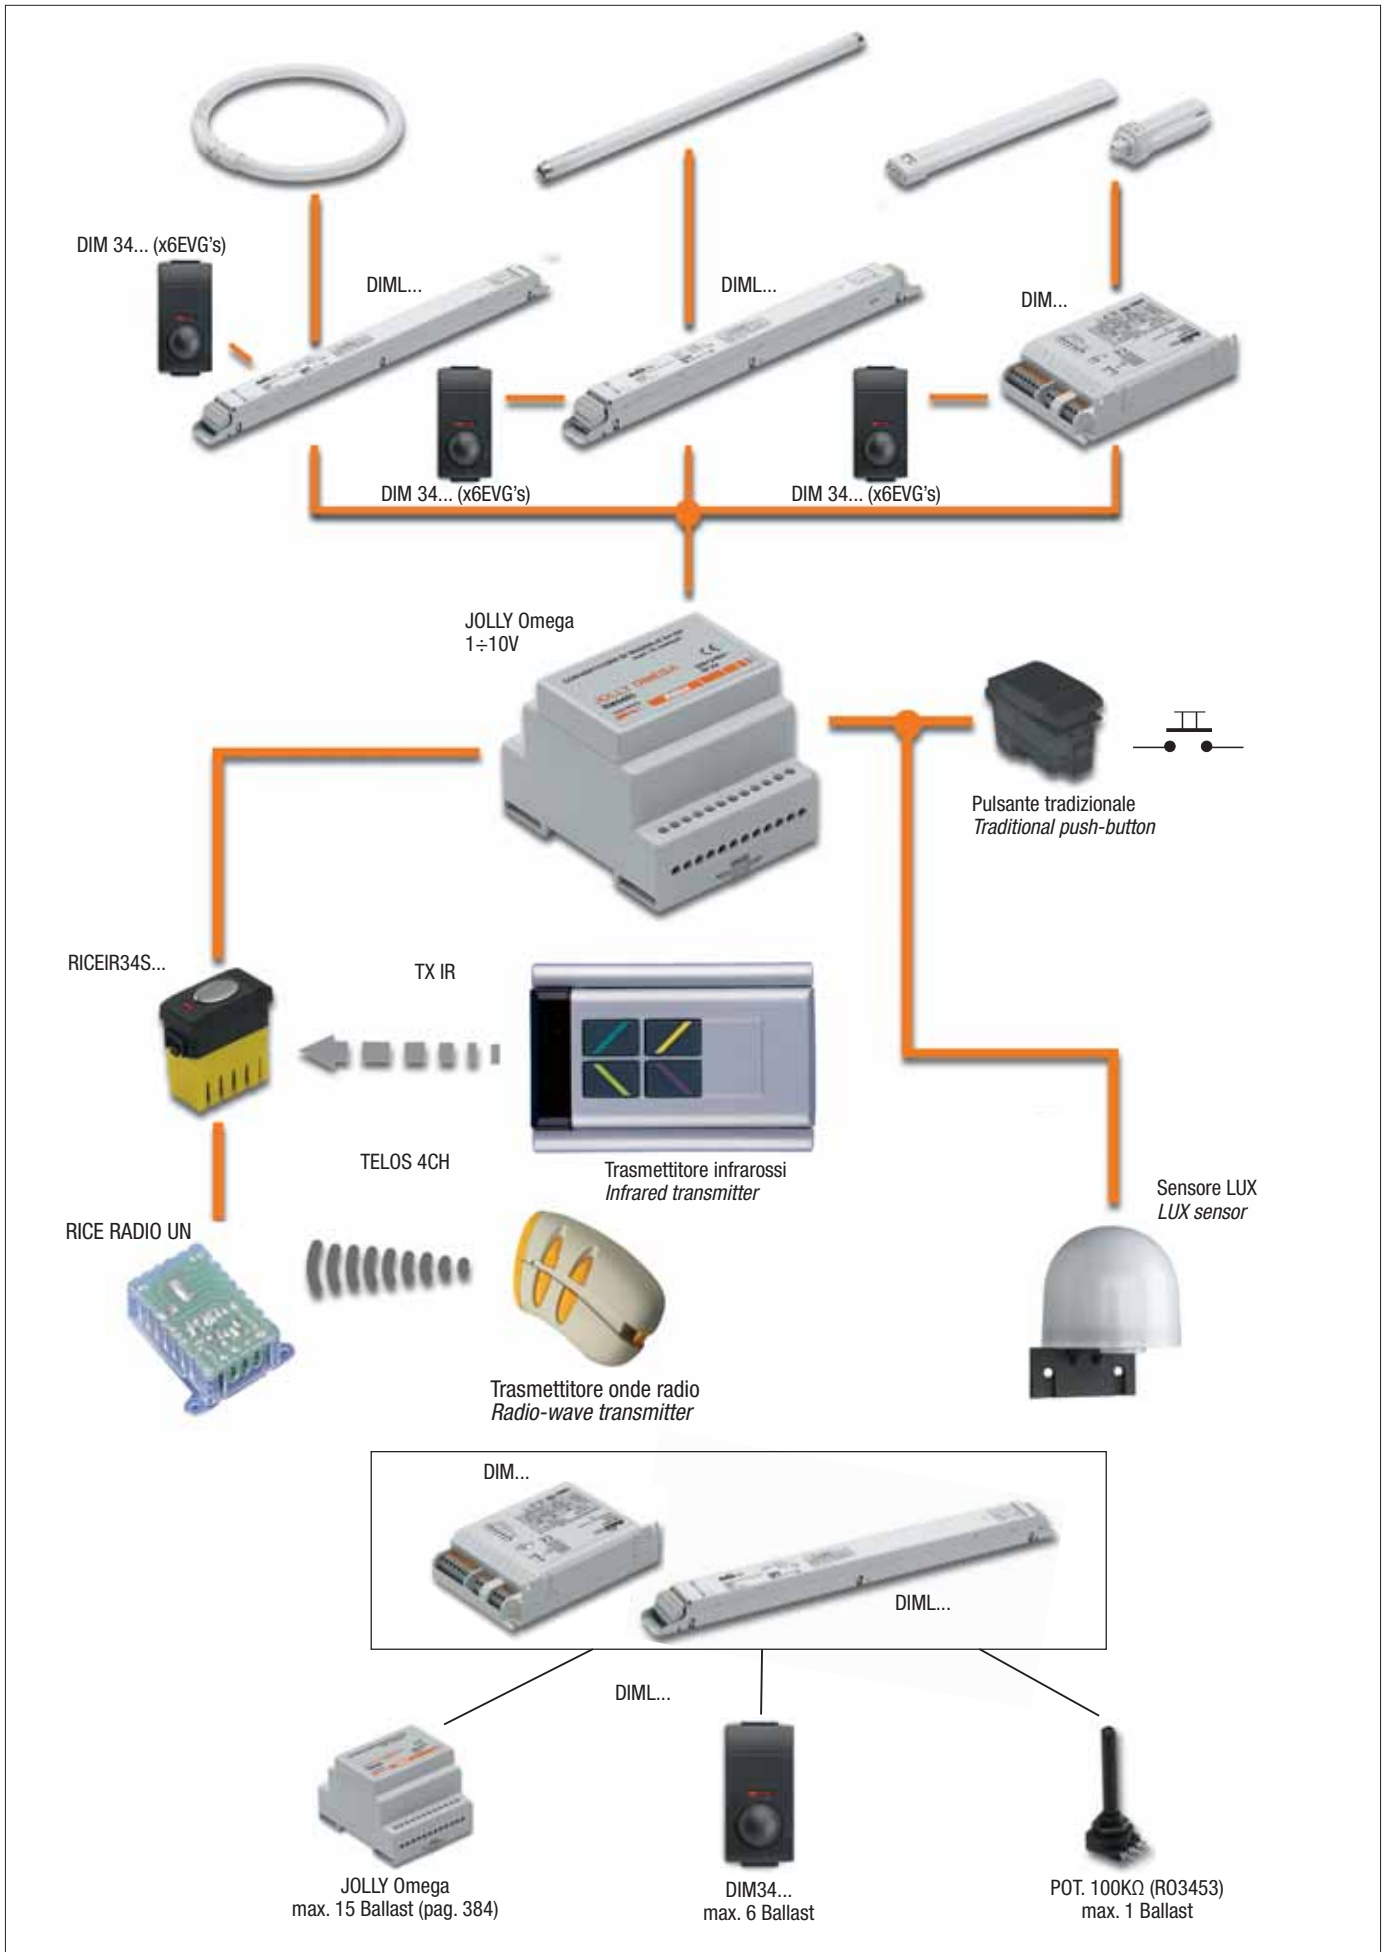 DIM 34... (x6EVG's)
DIML...
DIML...
DIM...
DIM 34... (x6EVG's)
DIM 34... (x6EVG's)
JOLLY Omega
1÷10V
JOLLY OMEGA
Pulsante tradizionale
Traditional push-button
RICEIR34S...
TX IR
TELOS 4CH
Trasmettitore infrarossi
Infrared transmitter
Sensore LUX
LUX sensor
RICE RADIO UN
Trasmettitore onde radio
Radio-wave transmitter
DIM...
DIML...
DIML...
JOLLY Omega
max. 15 Ballast (pag. 384)
DIM34...
max. 6 Ballast
POT. 100KΩ (RO3453)
max. 1 Ballast